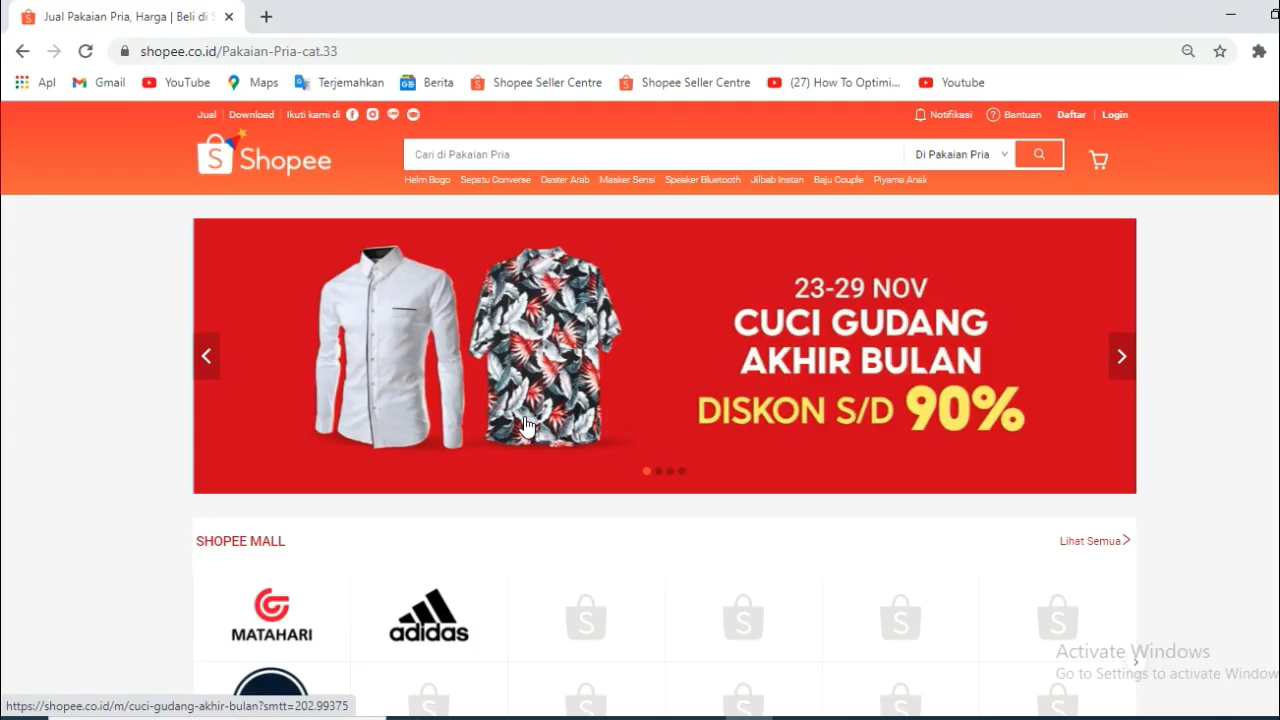 Jual Pakaian Pria, Harga | Beli di S
shopee.co.id/Pakaian-Pria-cat.33
Apl Gmail YouTube Maps Terjemahkan Berita Shopee Seller Centre Shopee Seller Centre (27) How To Optimi... Youtube
Jual Download Ikuti kami di Notifikasi Bantuan Daftar Login
Shopee
Cari di Pakaian Pria Di Pakaian Pria
Helm Bogo Sepatu Converse Daster Arab Masker Sensi Speaker Bluetooth Jilbab Instan Baju Couple Piyama Anak
23-29 NOV
CUCI GUDANG
AKHIR BULAN
DISKON S/D 90%
SHOPEE MALL Lihat Semua
MATAHARI adidas
Activate Windows
Go to Settings to activate Window
https://shopee.co.id/m/cuci-gudang-akhir-bulan?smtt=202.99375